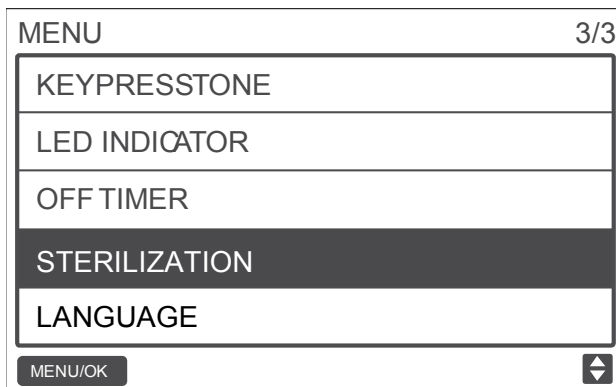 MENU 3/3
KEYPRESSTONE
LED INDICATOR
OFF TIMER
STERILIZATION
LANGUAGE
MENU/OK